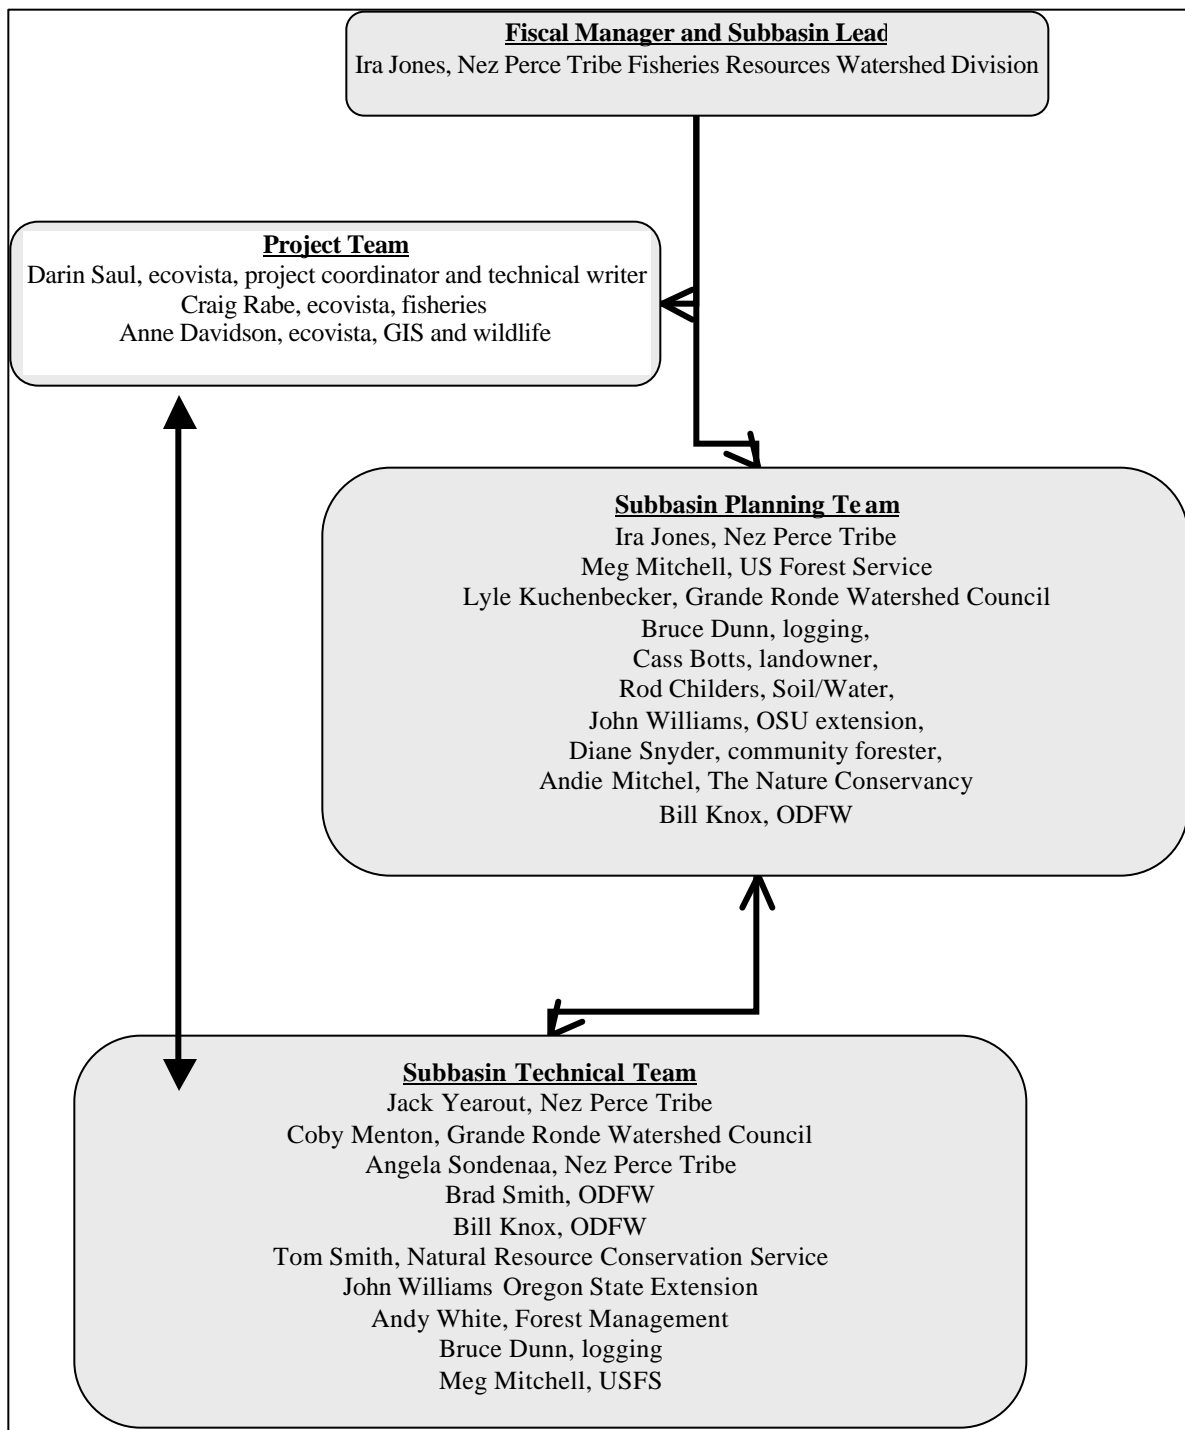 Fiscal Manager and Subbasin Lead
Ira Jones, Nez Perce Tribe Fisheries Resources Watershed Division
Project Team
Darin Saul, ecovista, project coordinator and technical writer
Craig Rabe, ecovista, fisheries
Anne Davidson, ecovista, GIS and wildlife
Subbasin Planning Te am
Ira Jones, Nez Perce Tribe
Meg Mitchell, US Forest Service
Lyle Kuchenbecker, Grande Ronde Watershed Council
Bruce Dunn, logging,
Cass Botts, landowner,
Rod Childers, Soil/Water,
John Williams, OSU extension,
Diane Snyder, community forester,
Andie Mitchel, The Nature Conservancy
Bill Knox, ODFW
Subbasin Technical Team
Jack Yearout, Nez Perce Tribe
Coby Menton, Grande Ronde Watershed Council
Angela Sondenaa, Nez Perce Tribe
Brad Smith, ODFW
Bill Knox, ODFW
Tom Smith, Natural Resource Conservation Service
John Williams Oregon State Extension
Andy White, Forest Management
Bruce Dunn, logging
Meg Mitchell, USFS